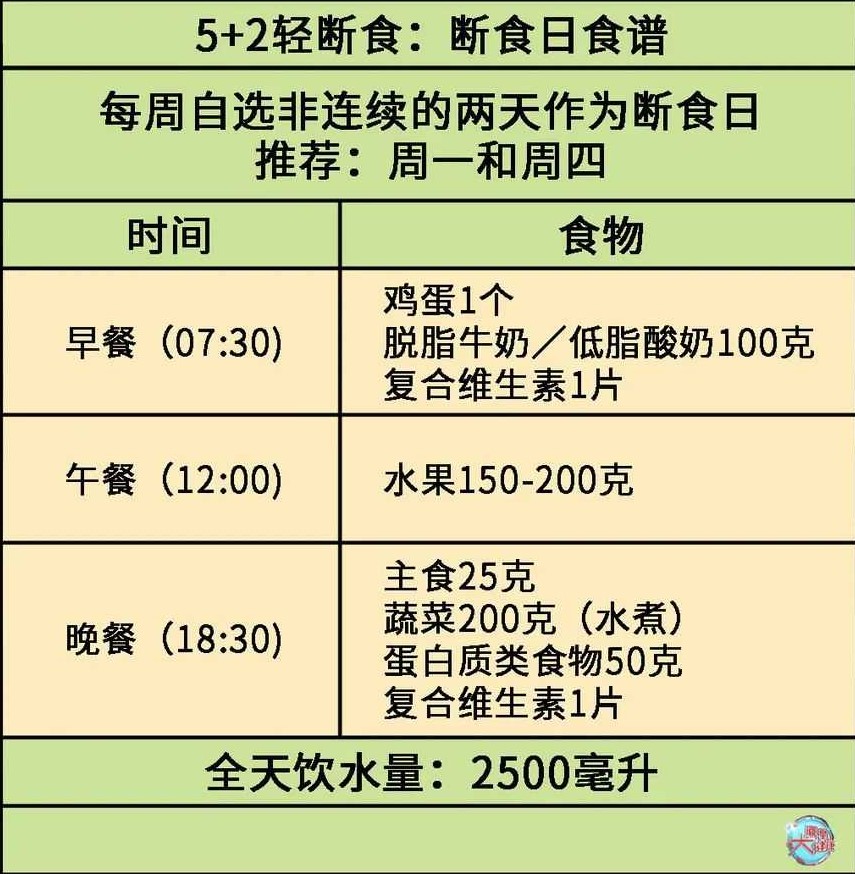 5+2轻断食：断食日食谱
每周自选非连续的两天作为断食日
推荐：周一和周四
时间
食物
早餐（07:30）
鸡蛋1个
脱脂牛奶／低脂酸奶100克
复合维生素1片
午餐（12:00）
水果150-200克
晚餐（18:30）
主食25克
蔬菜200克（水煮）
蛋白质类食物50克
复合维生素1片
全天饮水量：2500毫升